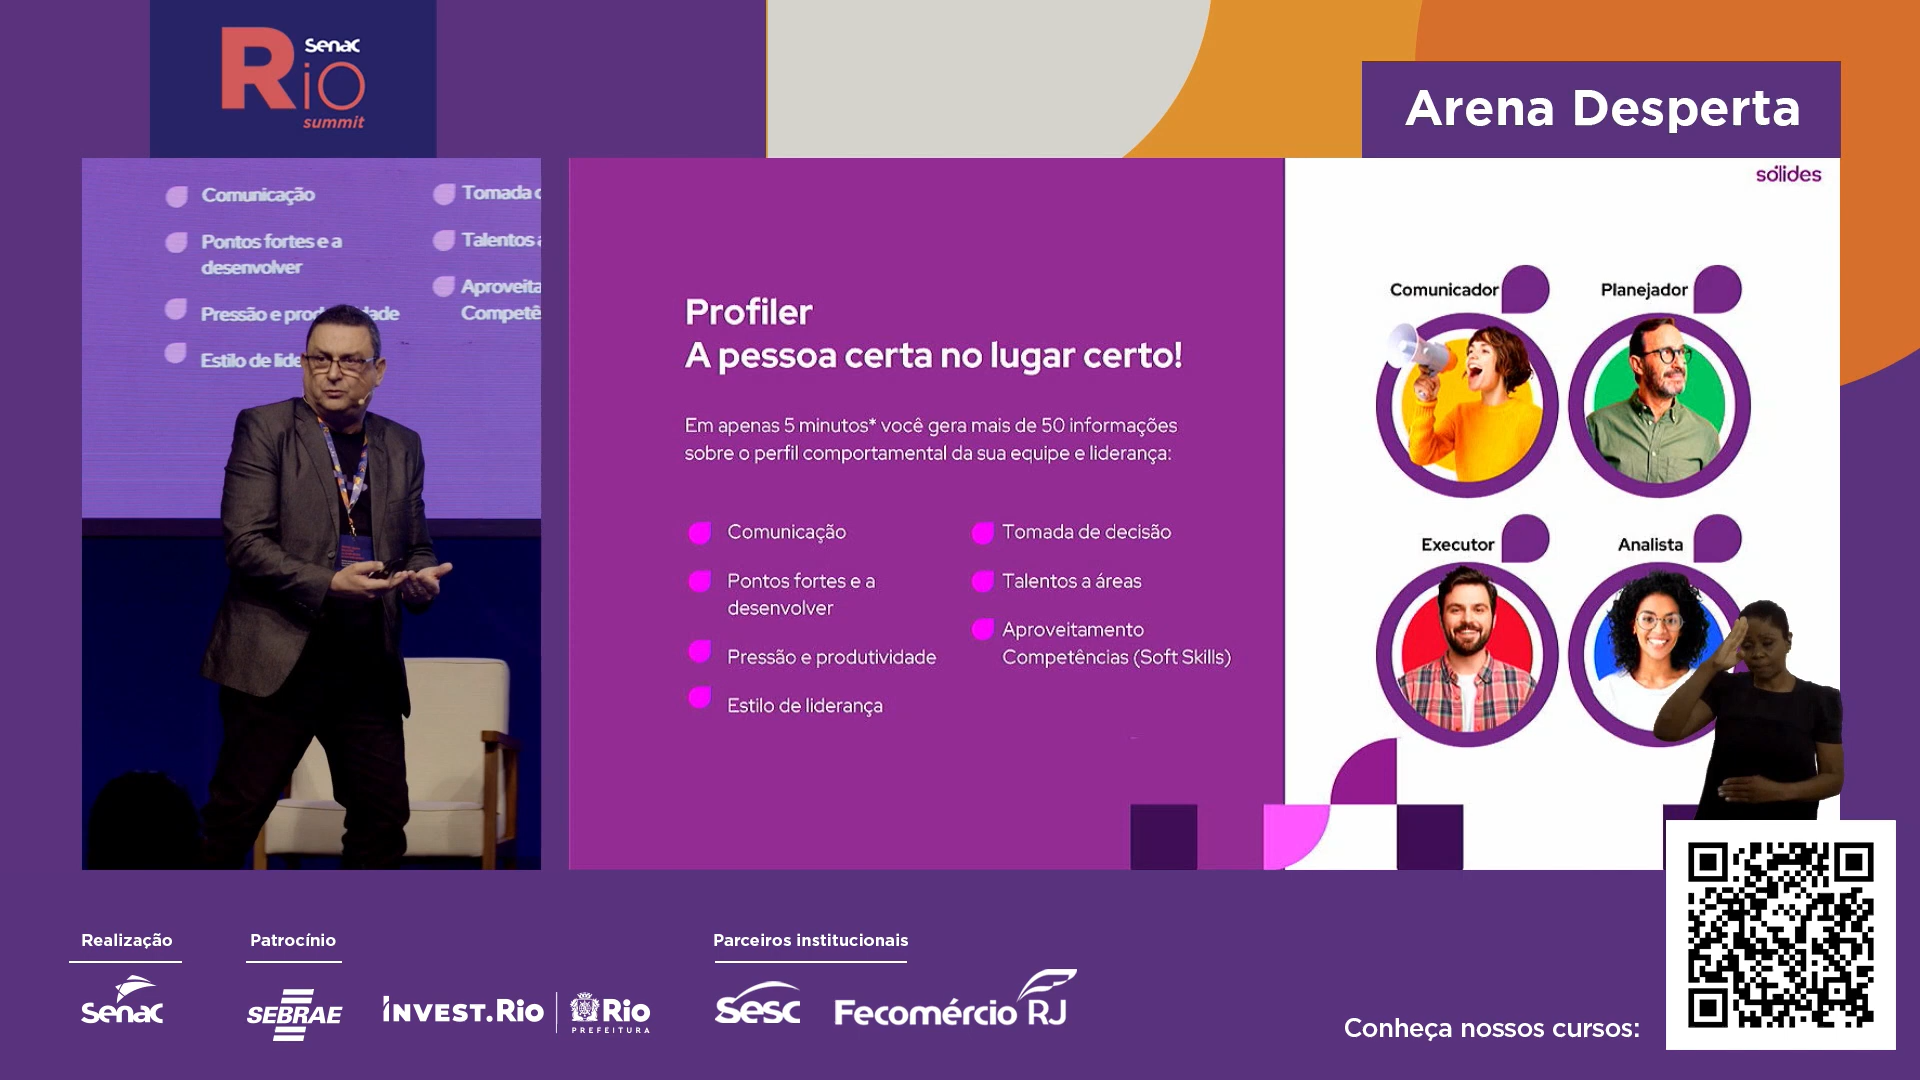 Senac
Rio
summit
Arena Desperta
Comunicação
Pontos fortes e a
desenvolver
Pressão e prod
ade
Estilo de lide
Tomada
Talentos
sólides
Profiler
A pessoa certa no lugar certo!
Em apenas 5 minutos* você gera mais de 50 informações
sobre o perfil comportamental da sua equipe e liderança:
Comunicação
Pontos fortes e a
desenvolver
Pressão e produtividade
Estilo de liderança
Tomada de decisão
Talentos a áreas
Aproveitamento
Competências (Soft Skills)
Comunicador
Planejador
Executor
Analista
Realização
Senac
Patrocínio
SEBRAE
INVEST.Rio
Rio
PREFEITURA
Parceiros institucionais
Sesc
Fecomércio RJ
Conheça nossos cursos: